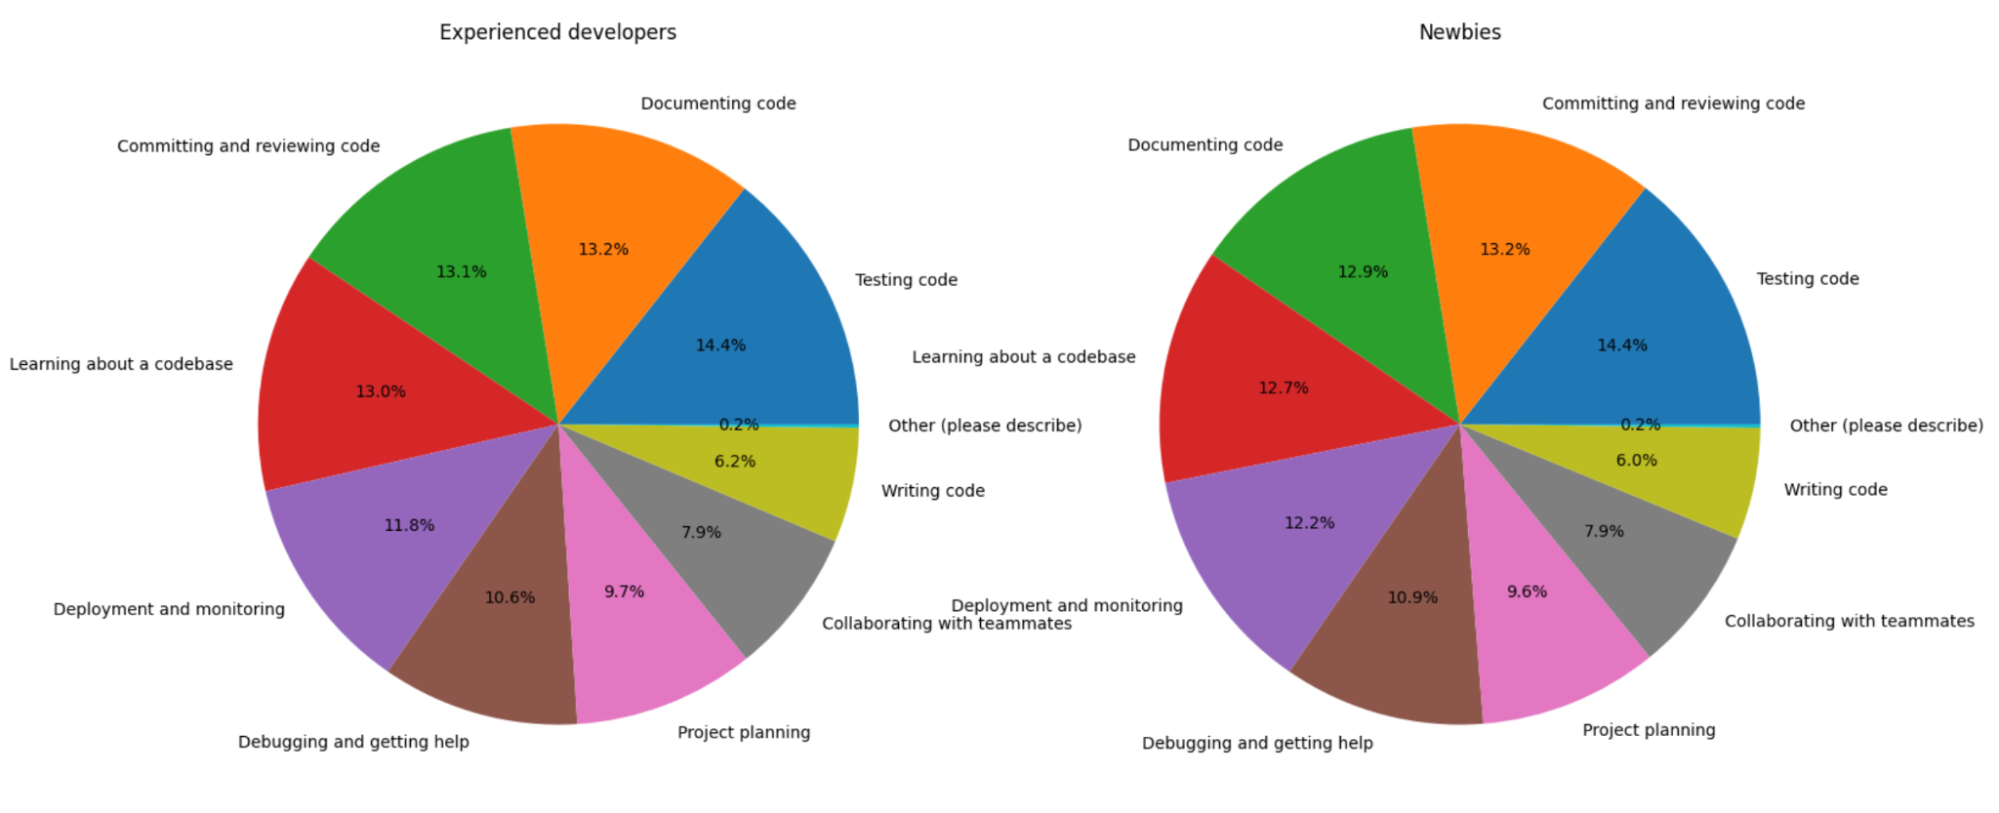 Experienced developers
Documenting code
Committing and reviewing code
13.2%
13.1%
Testing code
14.4%
Learning about a codebase
13.0%
0.2%
Other (please describe)
6.2%
Writing code
11.8%
7.9%
Deployment and monitoring
10.6%
9.7%
Collaborating with teammates
Debugging and getting help
Project planning
Newbies
Committing and reviewing code
Documenting code
13.2%
12.9%
Testing code
14.4%
Learning about a codebase
12.7%
0.2%
Other (please describe)
6.0%
Writing code
12.2%
7.9%
Deployment and monitoring
10.9%
9.6%
Collaborating with teammates
Debugging and getting help
Project planning